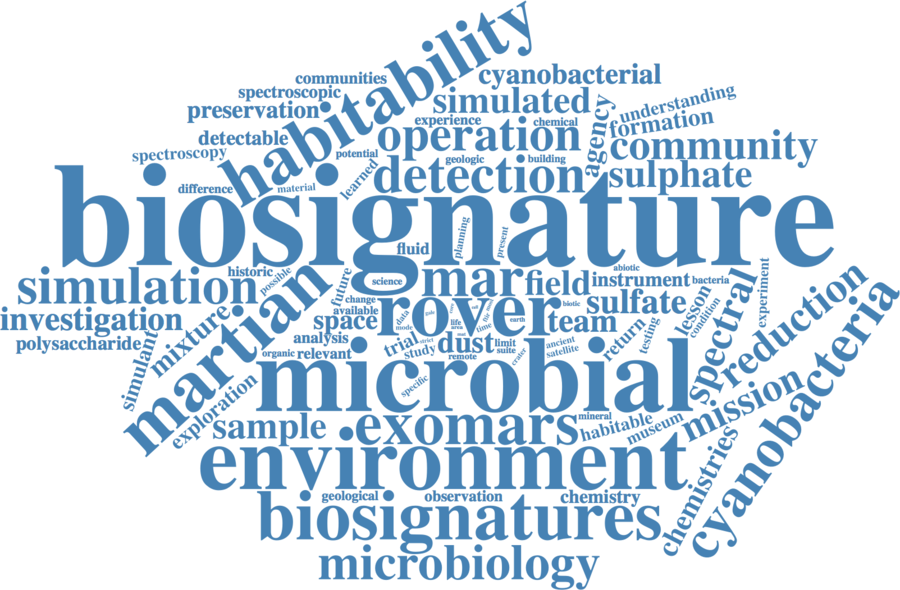 communities
habitability
cyanobacterial
spectroscopic
simulated
preservation
agency
understanding
experience
chemical
formation
detectable
operation
community
spectroscopy
potential
geologic
building
learned
detection
sulphate
difference
material
biosignature
planning
present
fluid
historic
possible
science
abiotic
simulation
future
mar
field
instrument
bacteria
spectral
experiment
reduction
change
available
rover
biotic
sulfate
lesson
condition
investigation
martian
space
data
mode
life
area
time
earth
team
return
testing
polysaccharide
mixture
analysis
trial
strict
dust
limit
suite
ancient
satellite
organic
relevant
study
remote
crater
simulant
microbial
specific
mission
cyanobacteria
exploration
sample
exomars
mineral
habitable
museum
environment
chemistries
geological
observation
chemistry
biosignatures
microbiology